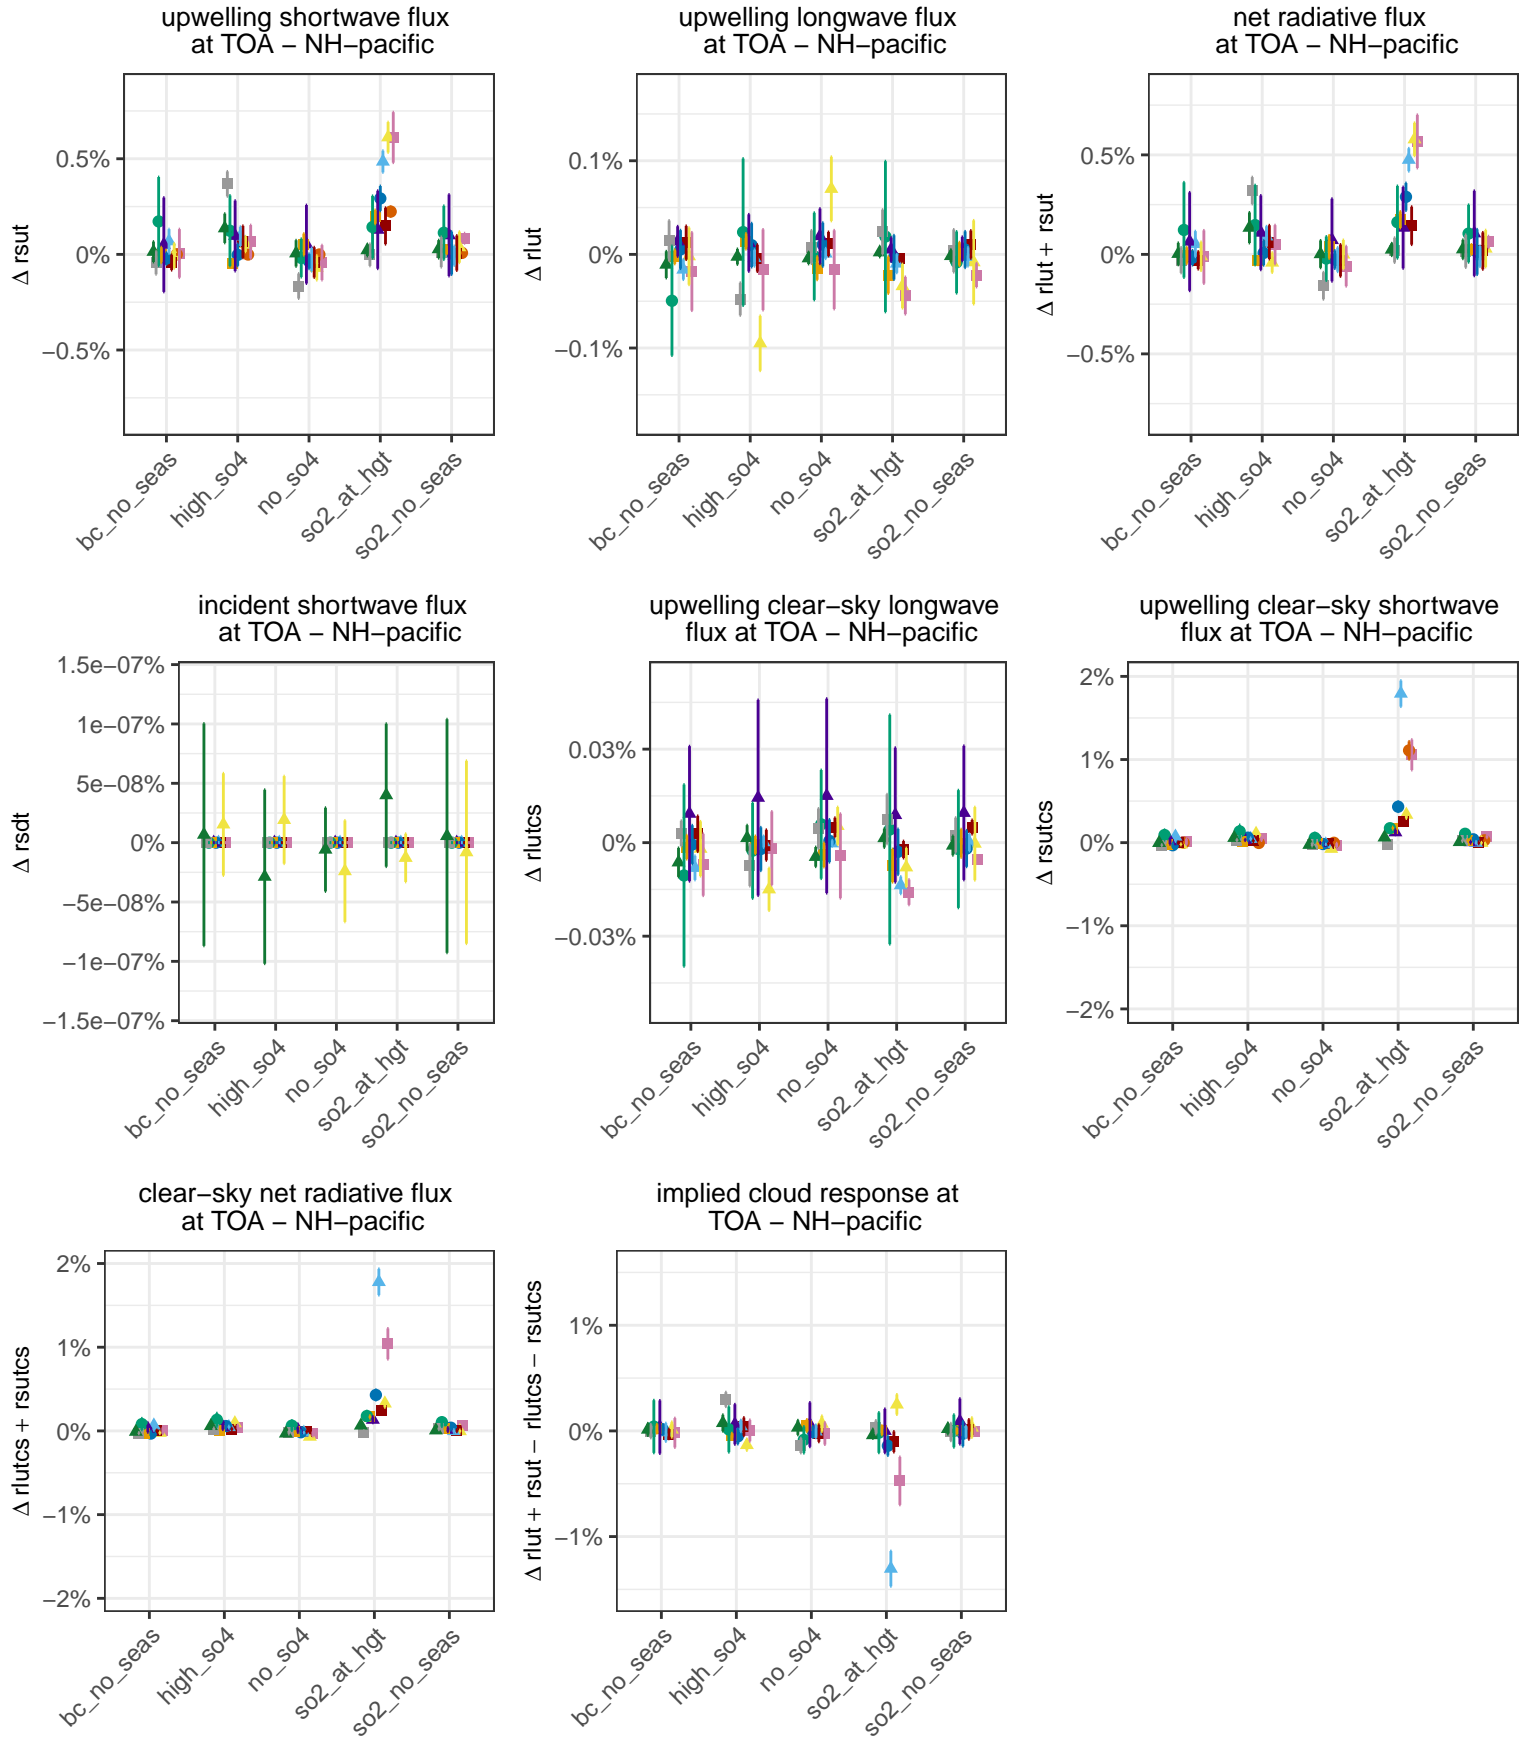 upwelling shortwave flux
at TOA − NH−pacific
Δ rsut
0.5%
0%
−0.5%
bc_no_seas
high_so4
no_so4
so2_at_hgt
so2_no_seas
upwelling longwave flux
at TOA − NH−pacific
Δ rlut
0.1%
0%
−0.1%
bc_no_seas
high_so4
no_so4
so2_at_hgt
so2_no_seas
net radiative flux
at TOA − NH−pacific
Δ rlut + rsut
0.5%
0%
−0.5%
bc_no_seas
high_so4
no_so4
so2_at_hgt
so2_no_seas
incident shortwave flux
at TOA − NH−pacific
Δ rsdt
1.5e−07%
1e−07%
5e−08%
0%
−5e−08%
−1e−07%
−1.5e−07%
bc_no_seas
high_so4
no_so4
so2_at_hgt
so2_no_seas
upwelling clear−sky longwave
flux at TOA − NH−pacific
Δ rlutcs
0.03%
0%
−0.03%
bc_no_seas
high_so4
no_so4
so2_at_hgt
so2_no_seas
upwelling clear−sky shortwave
flux at TOA − NH−pacific
Δ rsutcs
2%
1%
0%
−1%
−2%
bc_no_seas
high_so4
no_so4
so2_at_hgt
so2_no_seas
clear−sky net radiative flux
at TOA − NH−pacific
Δ rlutcs + rsutcs
2%
1%
0%
−1%
−2%
bc_no_seas
high_so4
no_so4
so2_at_hgt
so2_no_seas
implied cloud response at
TOA − NH−pacific
Δ rlut + rsut − rlutcs − rsutcs
1%
0%
−1%
bc_no_seas
high_so4
no_so4
so2_at_hgt
so2_no_seas